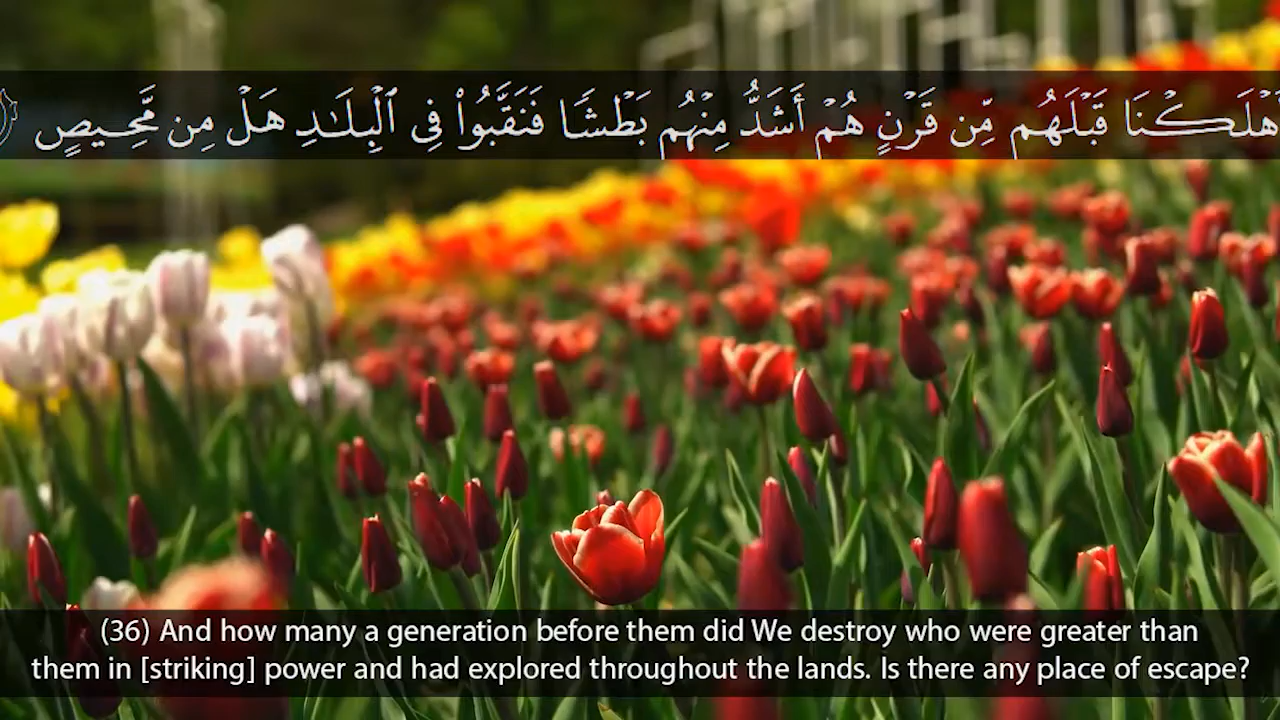 هْلَكْنَا قَبْلَهُم مِّن قَرْنٍ هُمْ أَشَدُّ مِنْهُم بَطْشًا فَنَقَّبُوا۟ فِى ٱلْبِلَـٰدِ هَلْ مِن مَّحِيصٍ
(36) And how many a generation before them did We destroy who were greater than
them in [striking] power and had explored throughout the lands. Is there any place of escape?